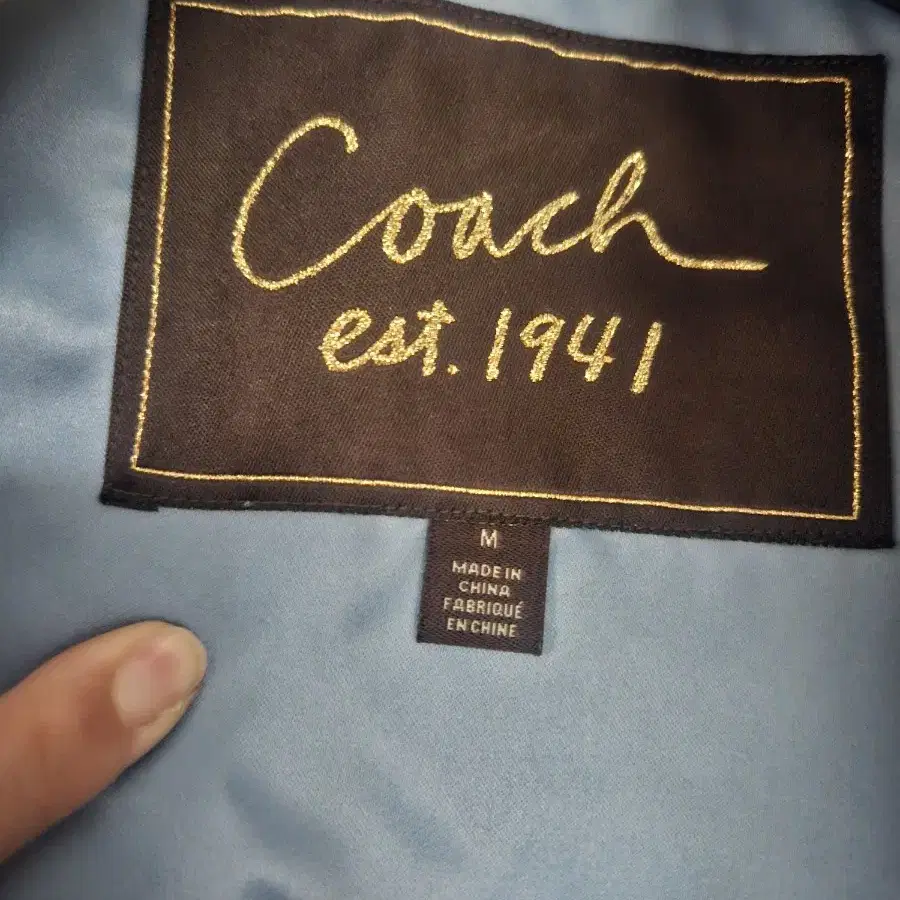 Coach
est. 1941
M
MADE IN
CHINA
FABRIQUÉ
EN CHINE